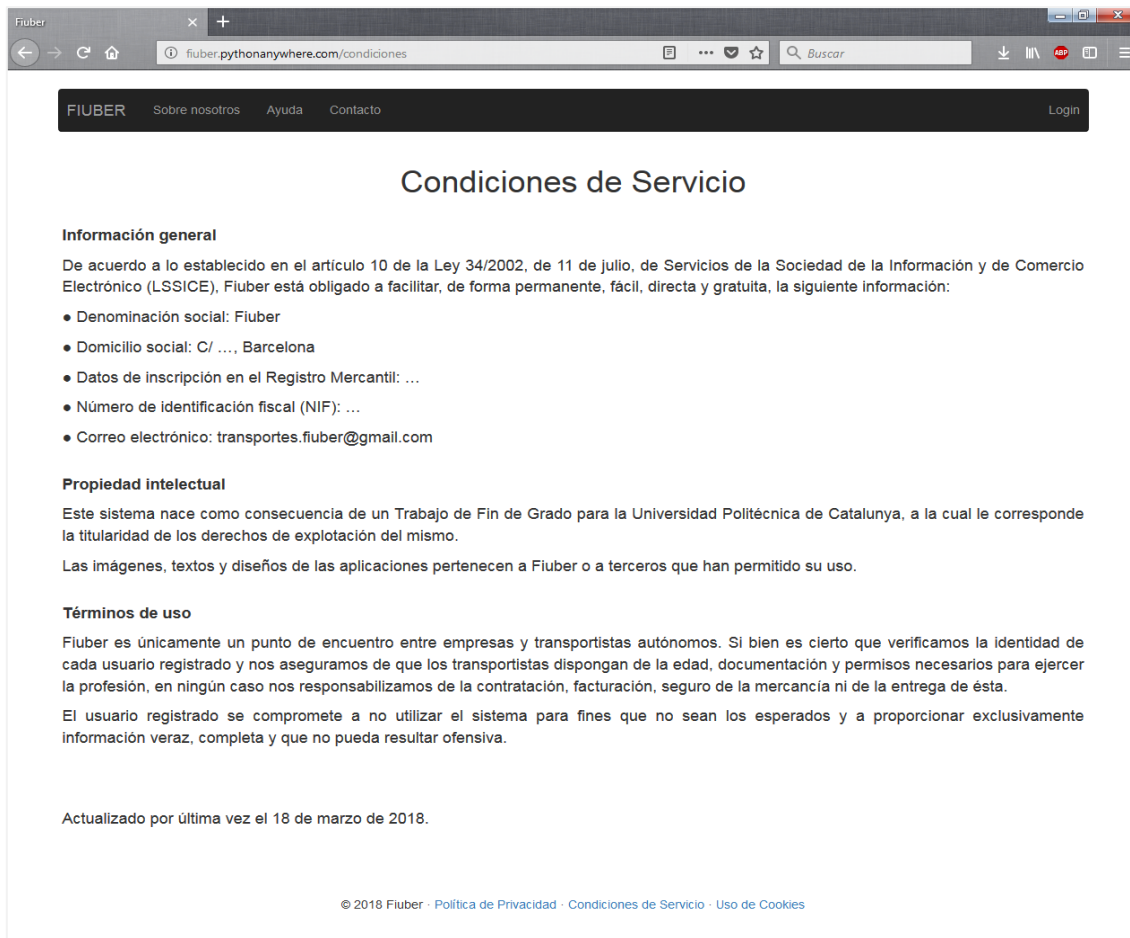 Fiuber
fiuber.pythonanywhere.com/condiciones
Buscar
ABP
FIUBER Sobre nosotros Ayuda Contacto Login
Condiciones de Servicio
Información general
De acuerdo a lo establecido en el artículo 10 de la Ley 34/2002, de 11 de julio, de Servicios de la Sociedad de la Información y de Comercio
Electrónico (LSSICE), Fiuber está obligado a facilitar, de forma permanente, fácil, directa y gratuita, la siguiente información:
● Denominación social: Fiuber
● Domicilio social: C/ …, Barcelona
● Datos de inscripción en el Registro Mercantil: …
● Número de identificación fiscal (NIF): …
● Correo electrónico: transportes.fiuber@gmail.com
Propiedad intelectual
Este sistema nace como consecuencia de un Trabajo de Fin de Grado para la Universidad Politécnica de Catalunya, a la cual le corresponde
la titularidad de los derechos de explotación del mismo.
Las imágenes, textos y diseños de las aplicaciones pertenecen a Fiuber o a terceros que han permitido su uso.
Términos de uso
Fiuber es únicamente un punto de encuentro entre empresas y transportistas autónomos. Si bien es cierto que verificamos la identidad de
cada usuario registrado y nos aseguramos de que los transportistas dispongan de la edad, documentación y permisos necesarios para ejercer
la profesión, en ningún caso nos responsabilizamos de la contratación, facturación, seguro de la mercancía ni de la entrega de ésta.
El usuario registrado se compromete a no utilizar el sistema para fines que no sean los esperados y a proporcionar exclusivamente
información veraz, completa y que no pueda resultar ofensiva.
Actualizado por última vez el 18 de marzo de 2018.
© 2018 Fiuber · Política de Privacidad · Condiciones de Servicio · Uso de Cookies